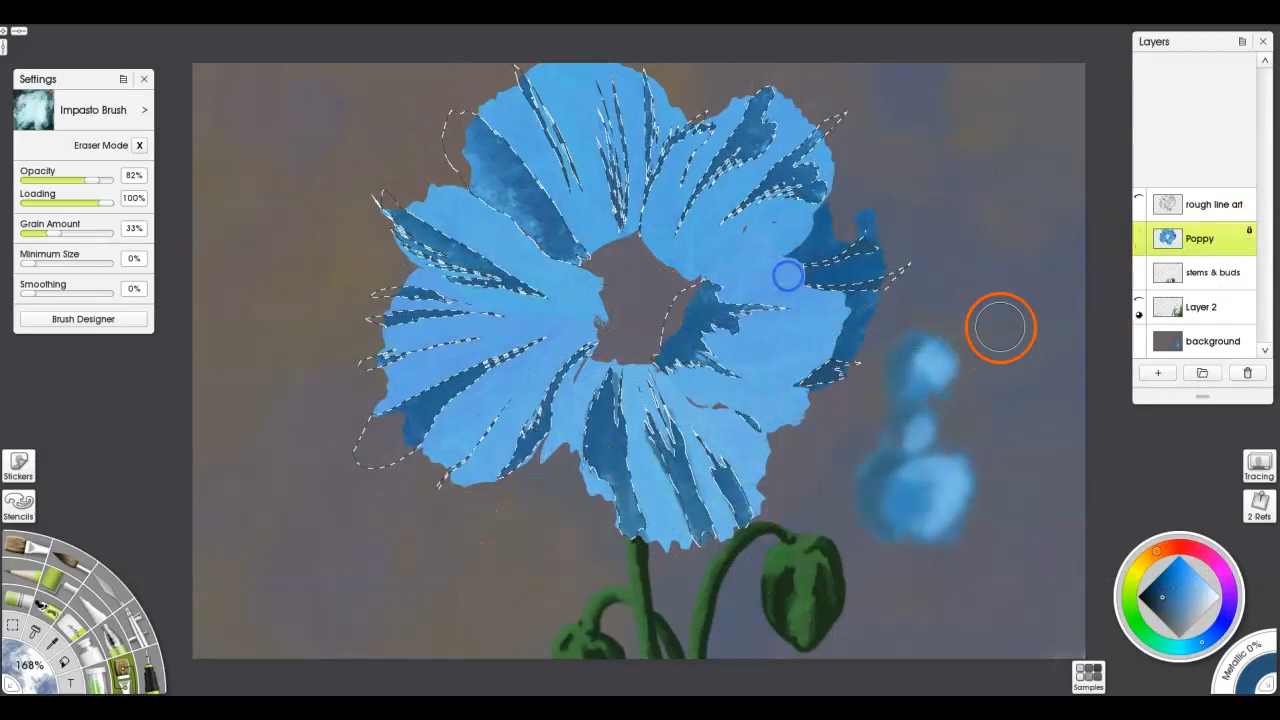 Settings
Impasto Brush >
Eraser Mode X
Opacity
82%
Loading
100%
Grain Amount
33%
Minimum Size
0%
Smoothing
0%
Brush Designer
Layers
rough line art
Poppy
stems & buds
Layer 2
background
Stickers
Stencils
168%
T
Tracing
2 Refs
Samples
Metallic 0%